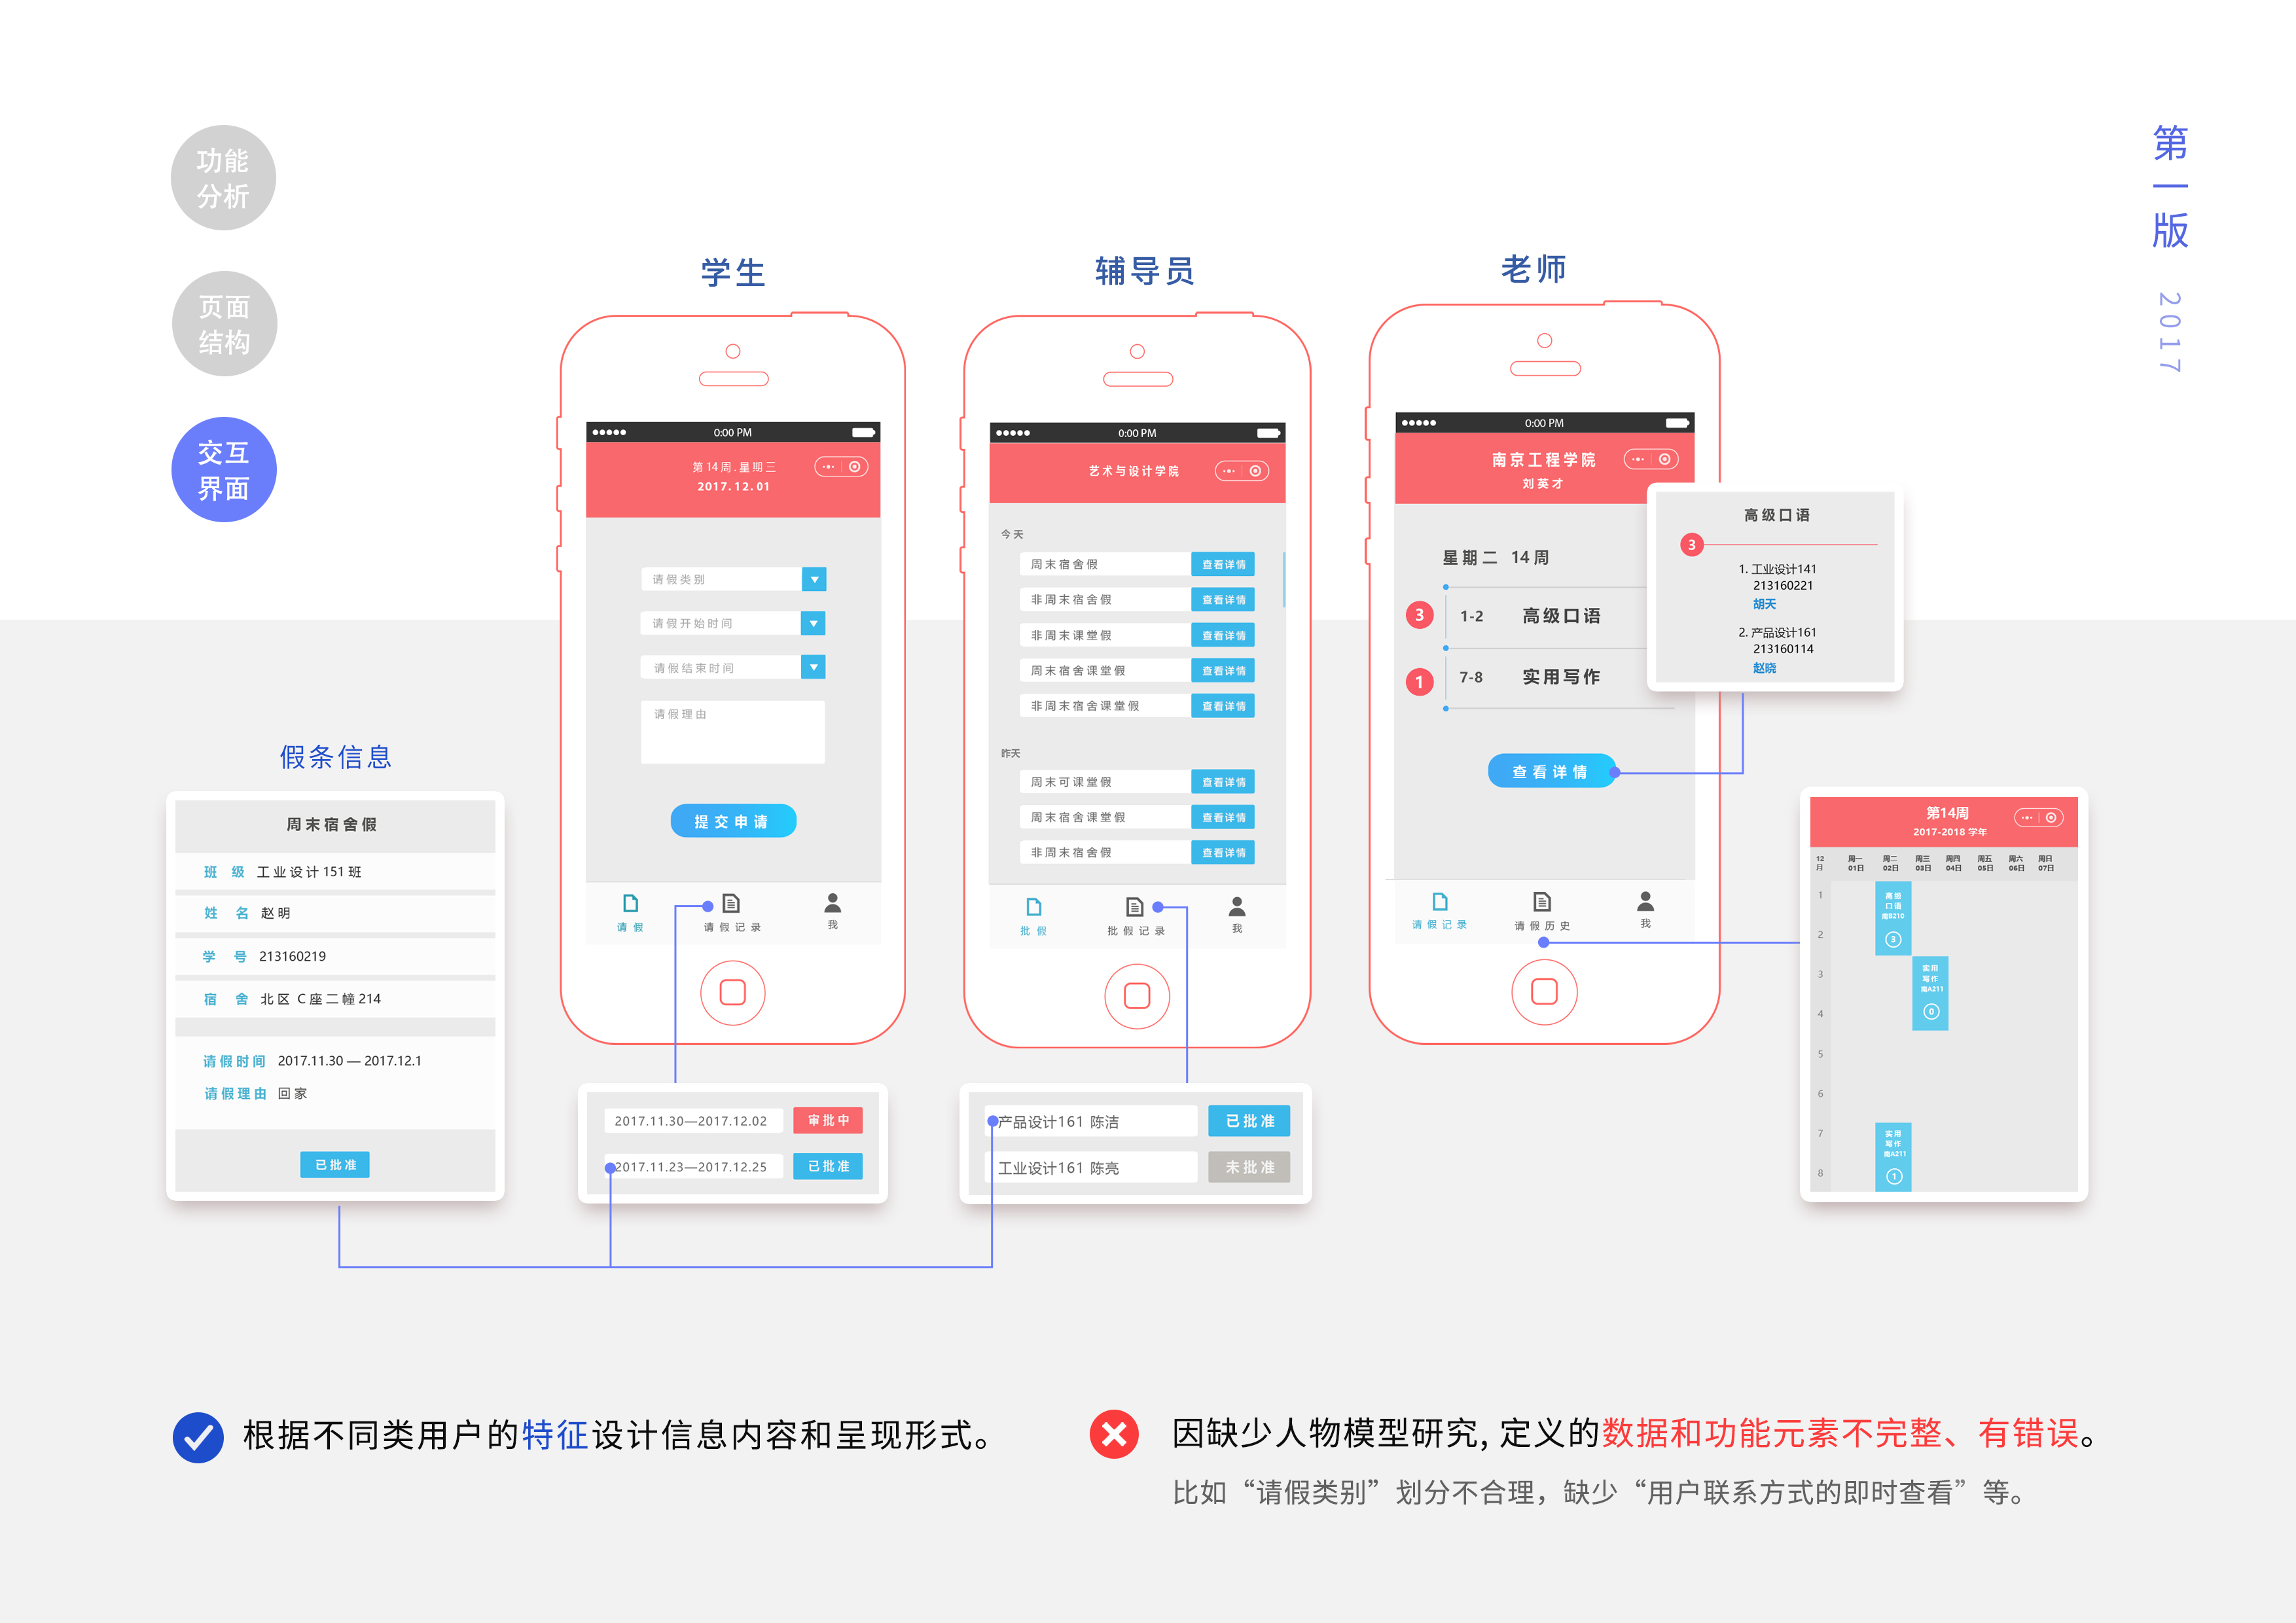 功能
分析
页面
结构
交互
界面
第一版 2017
学生
0:00 PM
第14周.星期三
2017.12.01
请假类别
请假开始时间
请假结束时间
请假理由
提交申请
请假
请假记录
我
辅导员
0:00 PM
艺术与设计学院
今天
周末宿舍假 查看详情
非周末宿舍假 查看详情
非周末课堂假 查看详情
周末宿舍课堂假 查看详情
非周末宿舍课堂假 查看详情
昨天
周末可课堂假 查看详情
周末宿舍课堂假 查看详情
非周末宿舍假 查看详情
批假
批假记录
我
老师
0:00 PM
南京工程学院
刘英才
星期二 14周
3 1-2 高级口语
1 7-8 实用写作
查看详情
请假记录
请假历史
我
高级口语
3
1. 工业设计141
213160221
胡天
2. 产品设计161
213160114
赵晓
假条信息
周末宿舍假
班 级 工业设计151班
姓 名 赵明
学 号 213160219
宿 舍 北区 C座二幢214
请假时间 2017.11.30 — 2017.12.1
请假理由 回家
已批准
2017.11.30—2017.12.02 审批中
2017.11.23—2017.12.25 已批准
产品设计161 陈洁 已批准
工业设计161 陈亮 未批准
第14周
2017-2018 学年
12 周一 周二 周三 周四 周五 周六 周日
月 01日 02日 03日 04日 05日 06日 07日
1
2
3
4
5
6
7
8
高级
口语
南B210
3
实用
写作
南A211
0
实用
写作
南A211
1
根据不同类用户的特征设计信息内容和呈现形式。
因缺少人物模型研究, 定义的数据和功能元素不完整、有错误。
比如“请假类别”划分不合理，缺少“用户联系方式的即时查看”等。